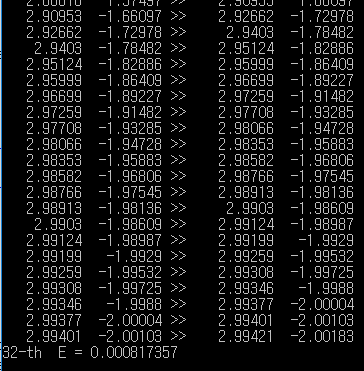 2.90953 -1.66097 >> 2.92662 -1.72978
2.92662 -1.72978 >> 2.9403 -1.78482
2.9403 -1.78482 >> 2.95124 -1.82886
2.95124 -1.82886 >> 2.95999 -1.86409
2.95999 -1.86409 >> 2.96699 -1.89227
2.96699 -1.89227 >> 2.97259 -1.91482
2.97259 -1.91482 >> 2.97708 -1.93285
2.97708 -1.93285 >> 2.98066 -1.94728
2.98066 -1.94728 >> 2.98353 -1.95883
2.98353 -1.95883 >> 2.98582 -1.96806
2.98582 -1.96806 >> 2.98766 -1.97545
2.98766 -1.97545 >> 2.98913 -1.98136
2.98913 -1.98136 >> 2.9903 -1.98609
2.9903 -1.98609 >> 2.99124 -1.98987
2.99124 -1.98987 >> 2.99199 -1.9929
2.99199 -1.9929 >> 2.99259 -1.99532
2.99259 -1.99532 >> 2.99308 -1.99725
2.99308 -1.99725 >> 2.99346 -1.9988
2.99346 -1.9988 >> 2.99377 -2.00004
2.99377 -2.00004 >> 2.99401 -2.00103
2.99401 -2.00103 >> 2.99421 -2.00183
32-th E = 0.000817357